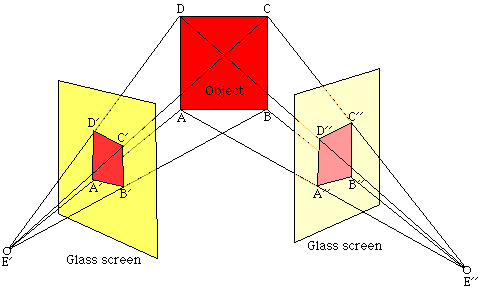 D
C
Object
A
B
D′
C′
A′
B′
D′′
C′′
A′′
B′′
E′
Glass screen
Glass screen
E′′